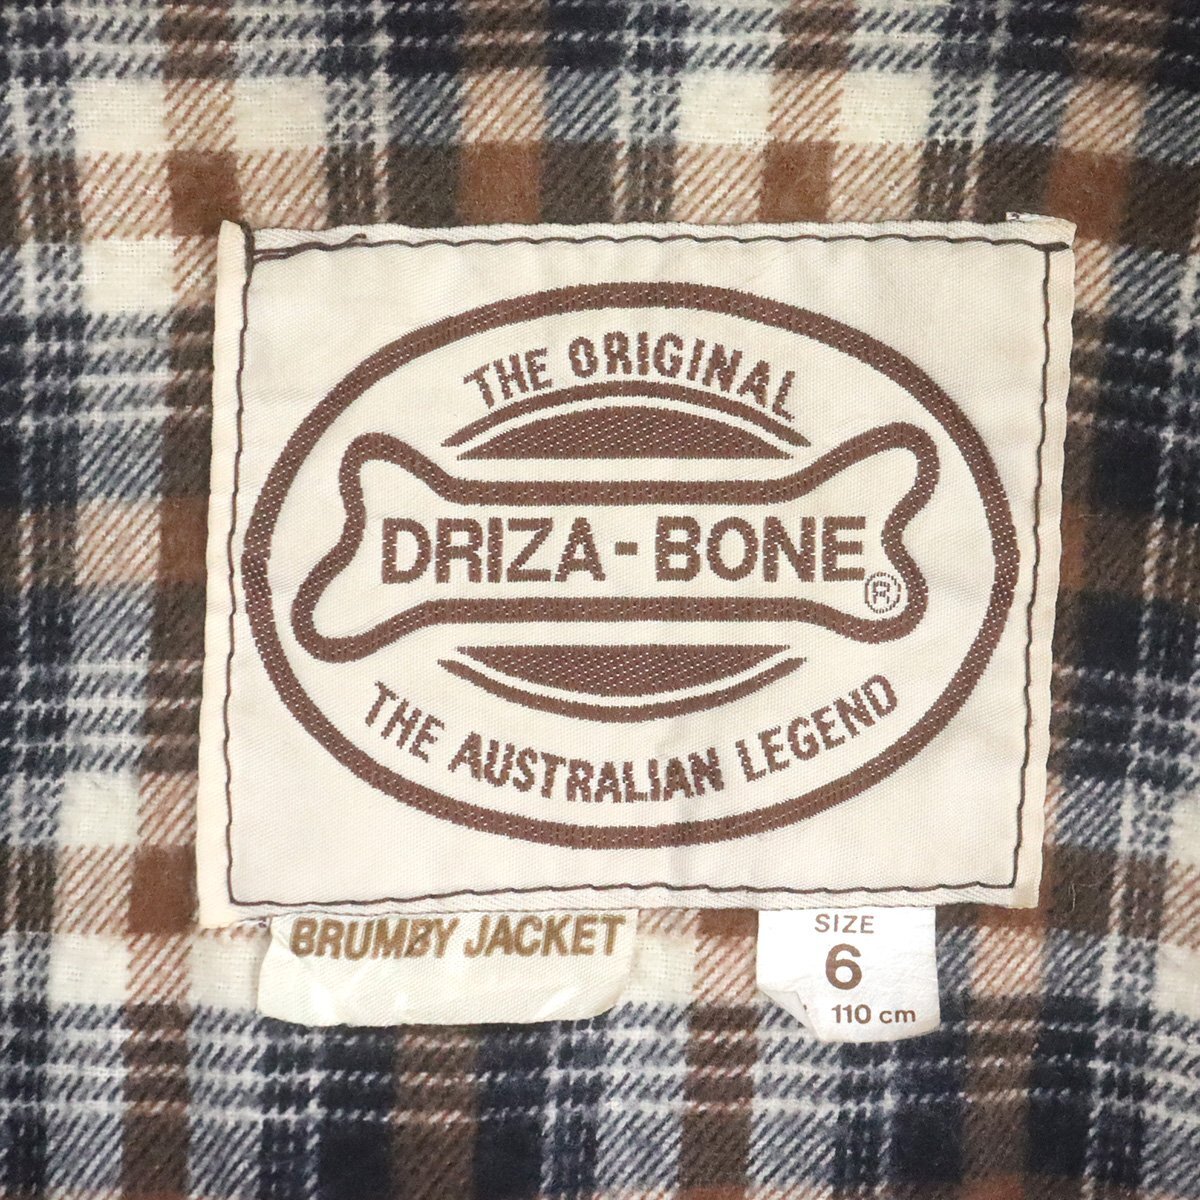 THE ORIGINAL
DRIZA-BONE®
THE AUSTRALIAN LEGEND
BRUMBY JACKET
SIZE
6
110 cm